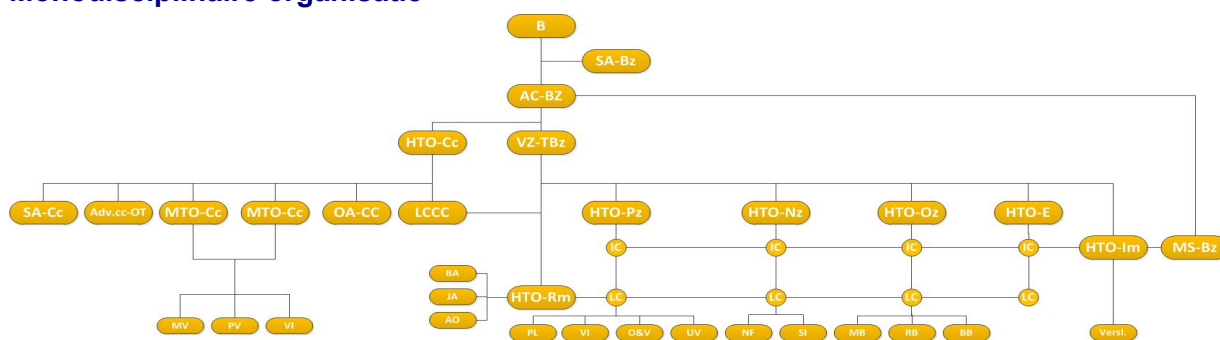 Monodisciplinaire organisatie
B
SA-Bz
AC-BZ
HTO-Cc
VZ-TBz
SA-Cc
Adv.cc-OT
MTO-Cc
MTO-Cc
OA-CC
LCCC
HTO-Pz
HTO-Nz
HTO-Oz
HTO-E
IC
IC
IC
IC
HTO-Im
MS-Bz
BA
JA
AO
HTO-Rm
LC
LC
LC
LC
MV
PV
VI
PL
VI
O&V
UV
NF
SI
MB
RB
BB
Versl.